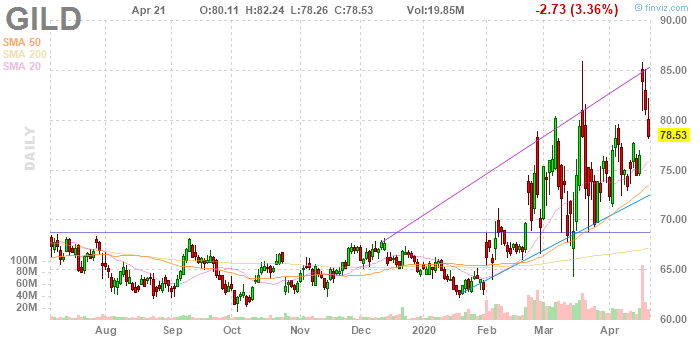 GILD Apr 21 O:80.11 H:82.24 L:78.26 C:78.53 Vol:19.85M -2.73 (3.36%) © finviz.com
SMA 50
SMA 200
SMA 20
DAILY
90.00
85.00
80.00
78.53
75.00
70.00
65.00
60.00
100M
80M
60M
40M
20M
Aug Sep Oct Nov Dec 2020 Feb Mar Apr